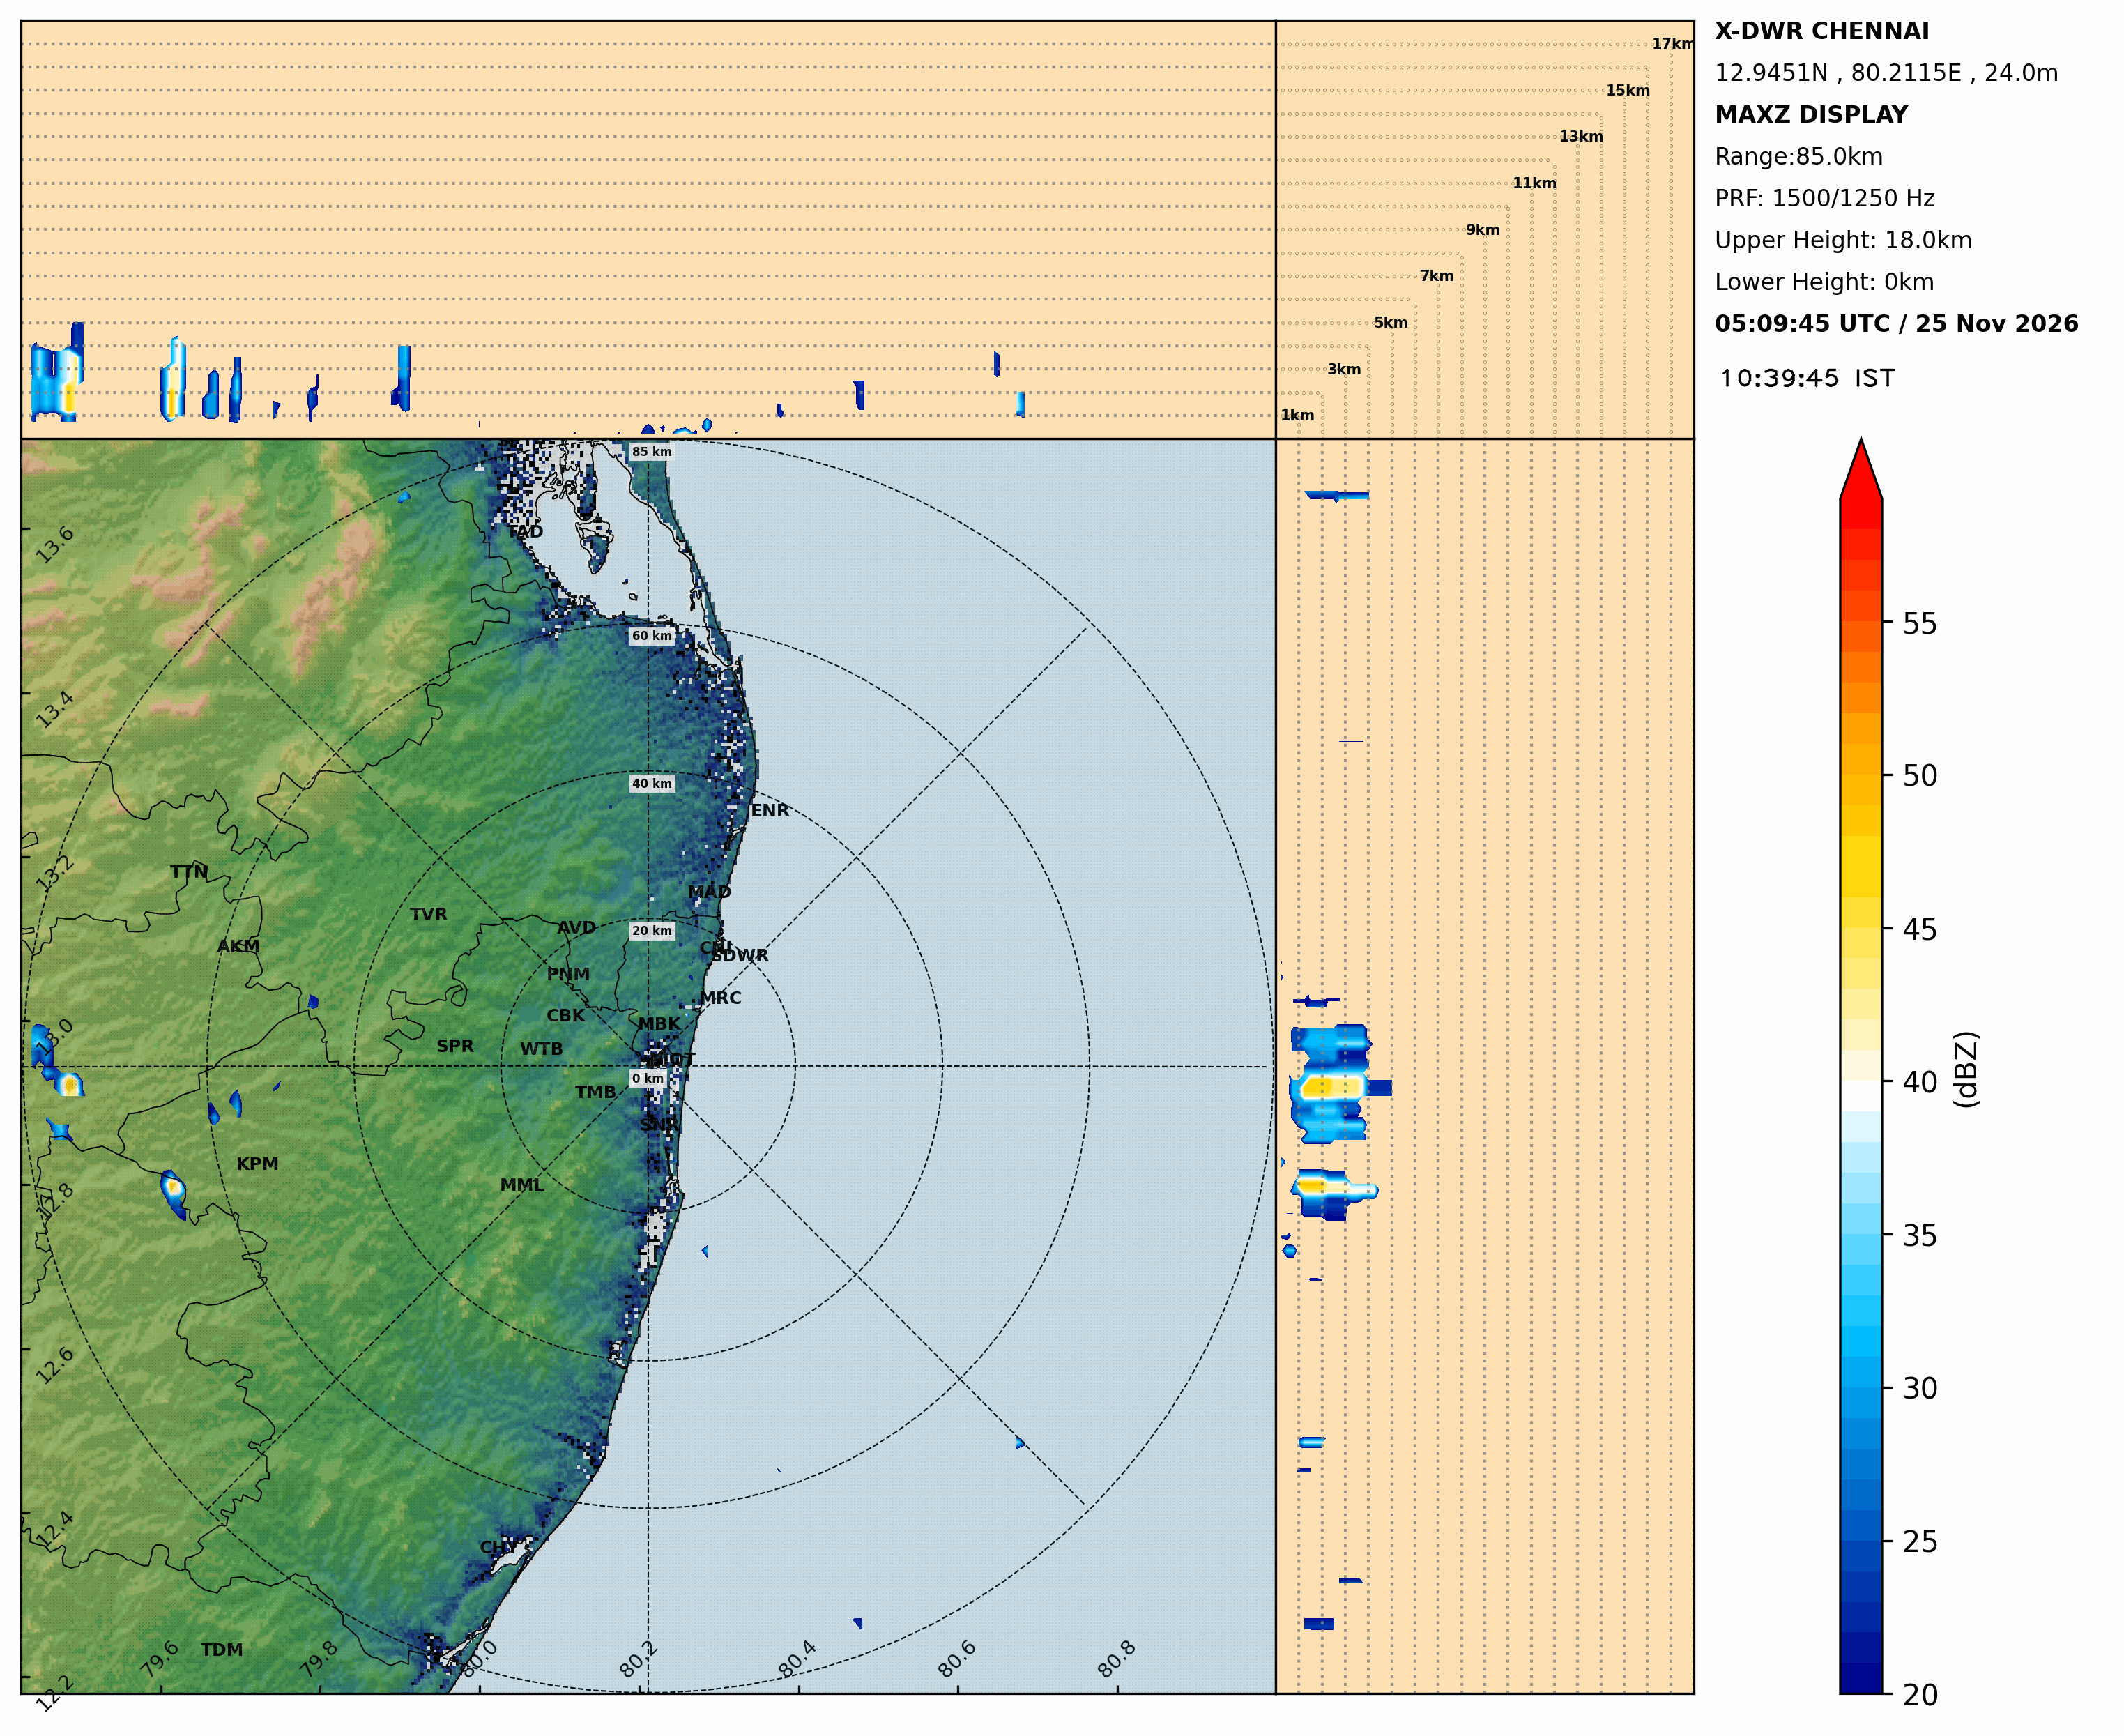 X-DWR CHENNAI
12.9451N , 80.2115E , 24.0m
MAXZ DISPLAY
Range:85.0km
PRF: 1500/1250 Hz
Upper Height: 18.0km
Lower Height: 0km
05:09:45 UTC / 25 Nov 2026
10:39:45 IST
17km
15km
13km
11km
9km
7km
5km
3km
1km
85 km
60 km
40 km
20 km
0 km
TAD
ENR
MAD
TTN
TVR
AVD
AKM
CNI
SDWR
PNM
MRC
CBK
MBK
SPR
WTB
TMB
SNR
KPM
MML
CHY
TDM
13.6
13.4
13.2
13.0
12.8
12.6
12.4
12.2
79.6
79.8
80.0
80.2
80.4
80.6
80.8
55
50
45
40
35
30
25
20
(dBZ)